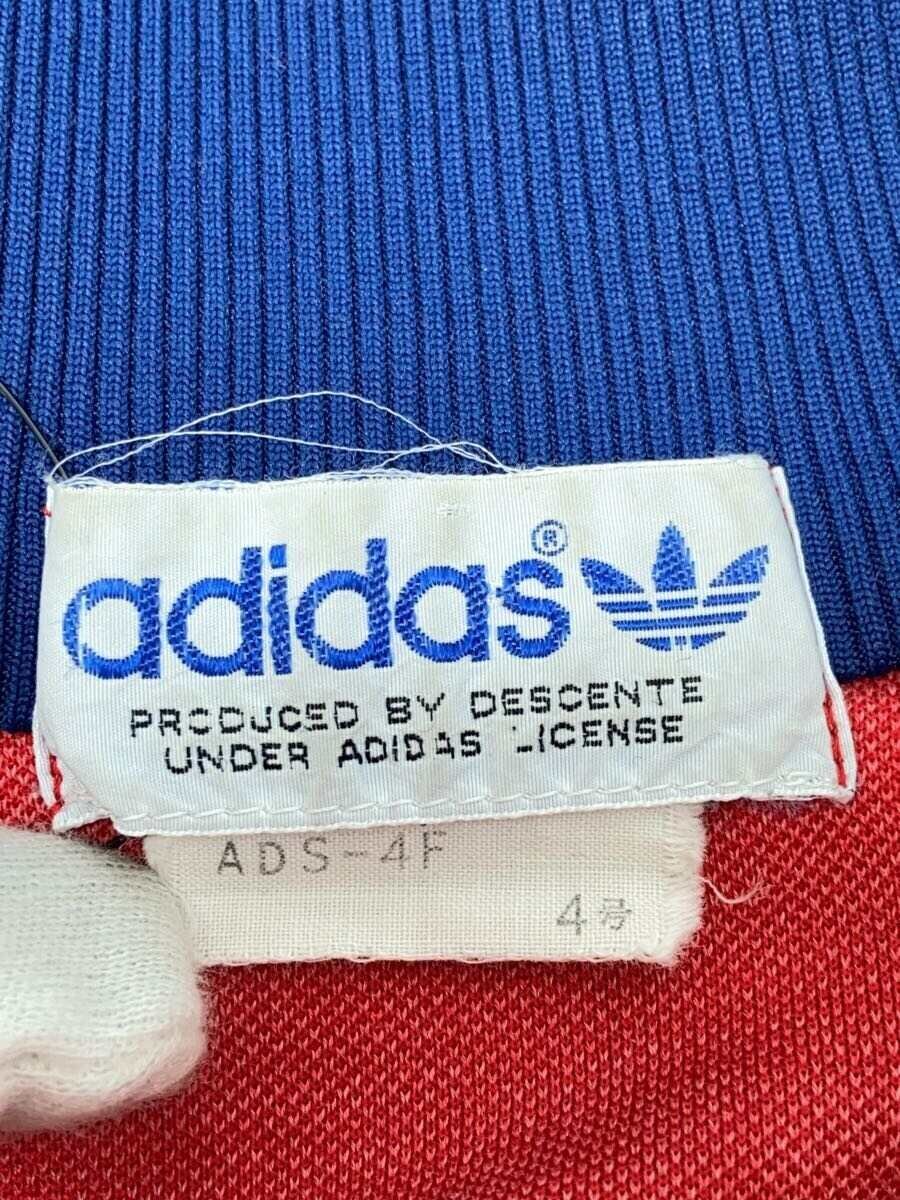 adidas®
PRODUCED BY DESCENTE
UNDER ADIDAS LICENSE
ADS-4F
4号